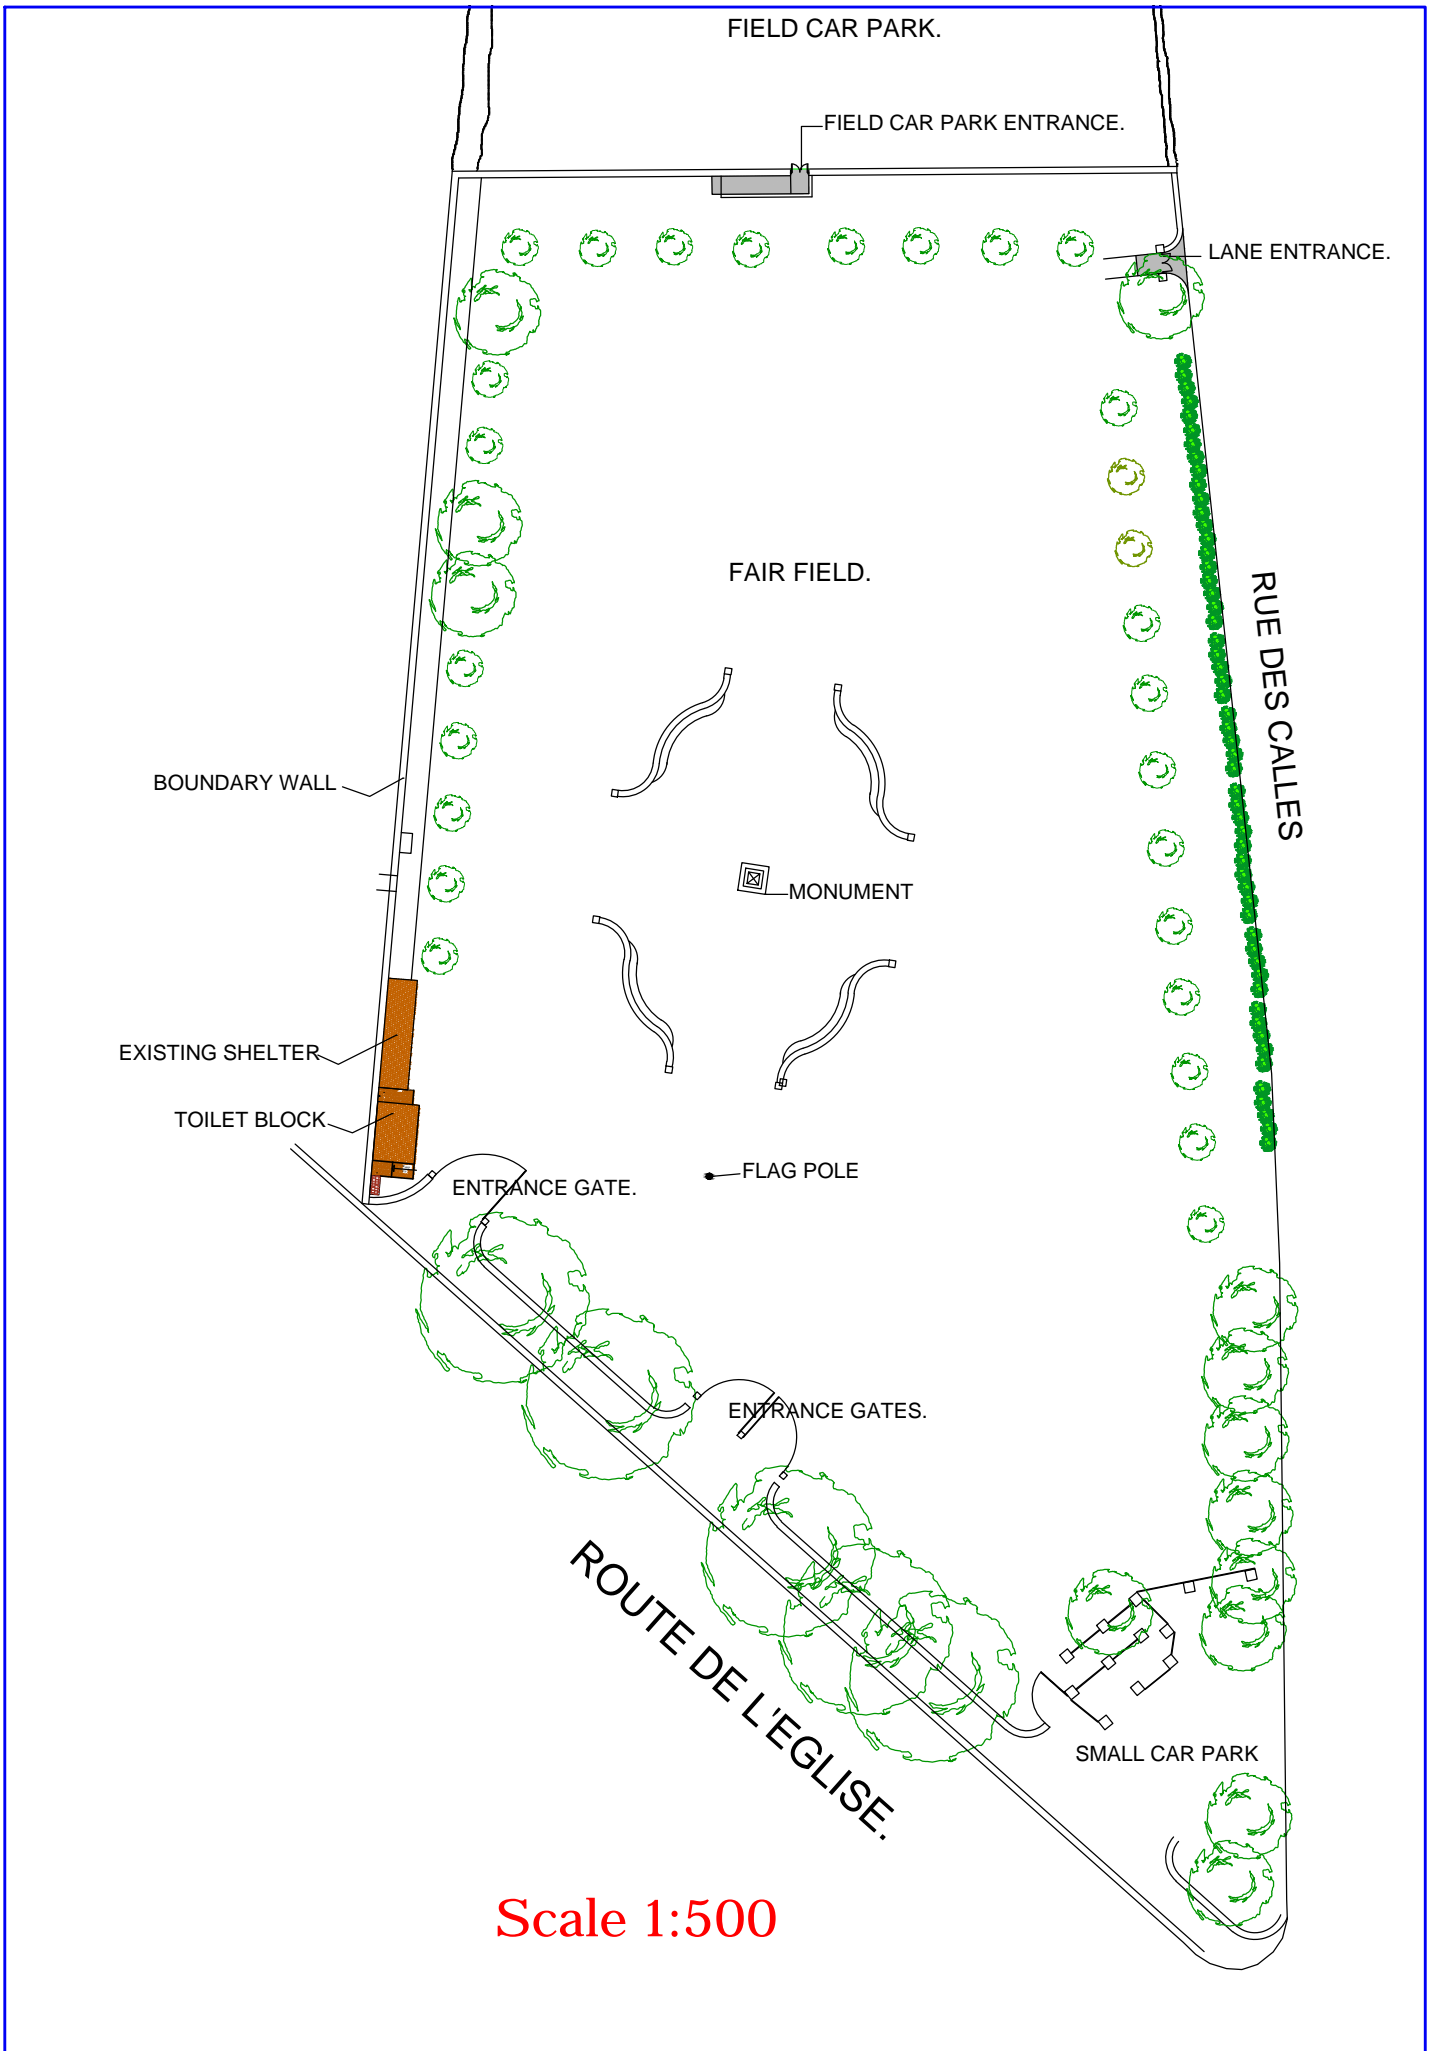 FIELD CAR PARK.
FIELD CAR PARK ENTRANCE.
LANE ENTRANCE.
FAIR FIELD.
RUE DES CALLES
BOUNDARY WALL
MONUMENT
EXISTING SHELTER
TOILET BLOCK
FLAG POLE
ENTRANCE GATE.
ENTRANCE GATES.
ROUTE DE L'EGLISE.
SMALL CAR PARK
Scale 1:500